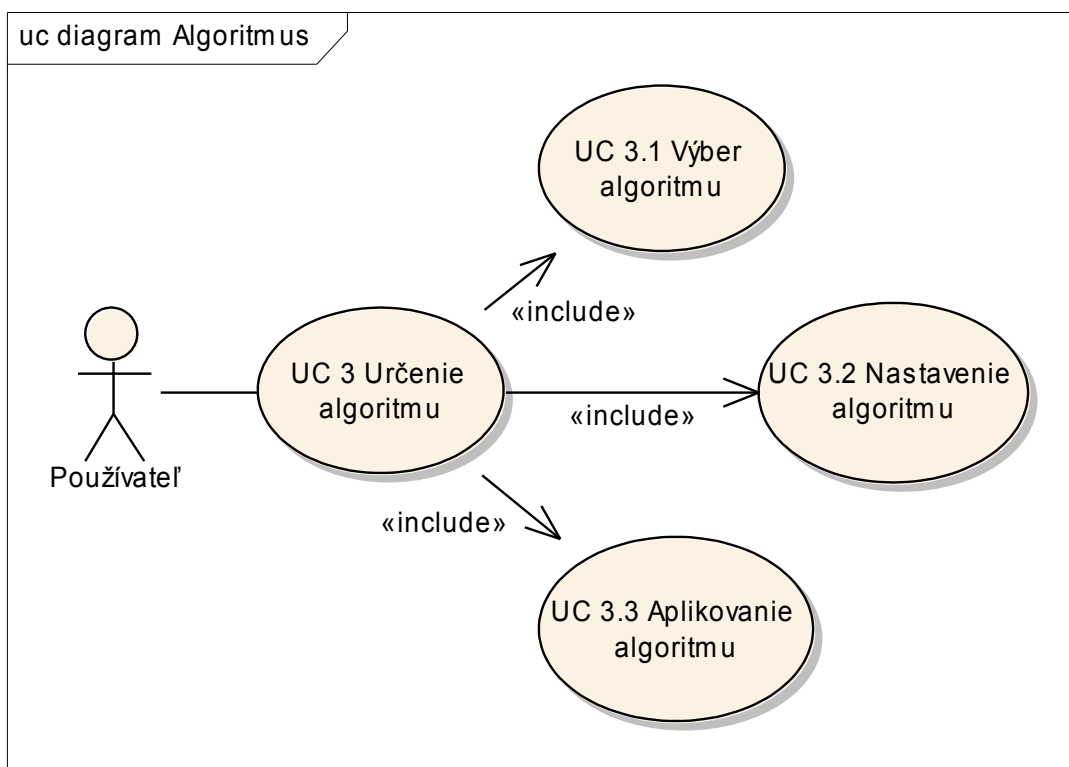 uc diagram Algoritmus
UC 3.1 Výber
algoritmu
«include»
UC 3 Určenie
algoritmu
UC 3.2 Nastavenie
algoritmu
«include»
Používateľ
«include»
UC 3.3 Aplikovanie
algoritmu